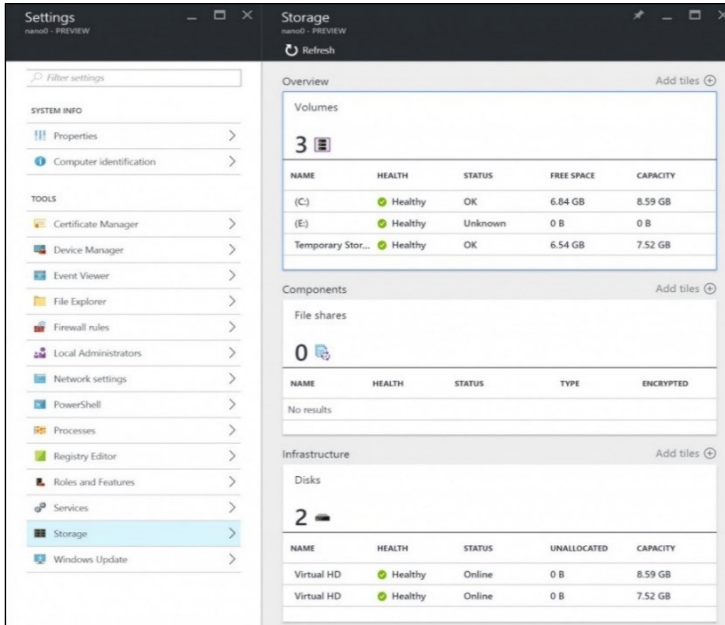 Settings
nano0 - PREVIEW
Filter settings
SYSTEM INFO
Properties
Computer identification
TOOLS
Certificate Manager
Device Manager
Event Viewer
File Explorer
Firewall rules
Local Administrators
Network settings
PowerShell
Processes
Registry Editor
Roles and Features
Services
Storage
Windows Update
Storage
nano0 - PREVIEW
Refresh
Overview Add tiles
Volumes
3
NAME HEALTH STATUS FREE SPACE CAPACITY
(C:) Healthy OK 6.84 GB 8.59 GB
(E:) Healthy Unknown 0 B 0 B
Temporary Stor... Healthy OK 6.54 GB 7.52 GB
Components Add tiles
File shares
0
NAME HEALTH STATUS TYPE ENCRYPTED
No results
Infrastructure Add tiles
Disks
2
NAME HEALTH STATUS UNALLOCATED CAPACITY
Virtual HD Healthy Online 0 B 8.59 GB
Virtual HD Healthy Online 0 B 7.52 GB